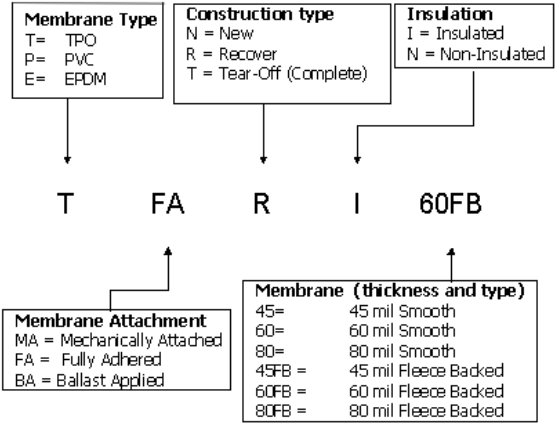 Membrane Type
T= TPO
P= PVC
E= EPDM
Construction type
N = New
R = Recover
T = Tear-Off (Complete)
Insulation
I = Insulated
N = Non-Insulated
T FA R I 60FB
Membrane Attachment
MA = Mechanically Attached
FA = Fully Adhered
BA = Ballast Applied
Membrane (thickness and type)
45= 45 mil Smooth
60= 60 mil Smooth
80= 80 mil Smooth
45FB = 45 mil Fleece Backed
60FB = 60 mil Fleece Backed
80FB = 80 mil Fleece Backed